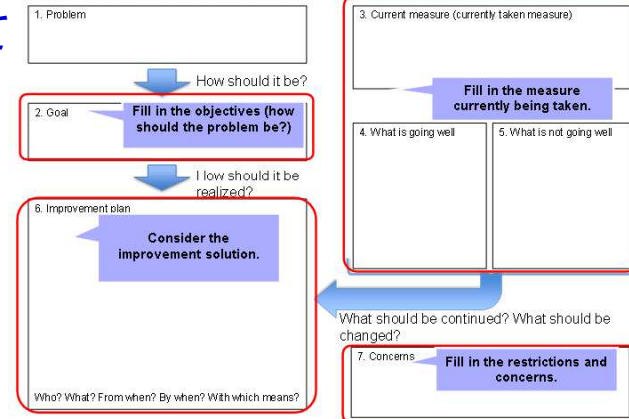 1. Problem
How should it be?
2. Goal
Fill in the objectives (how
should the problem be?)
I low should it be
realized?
6. Improvement plan
Consider the
improvement solution.
Who? What? From when? By when? With which means?
3. Current measure (currently taken measure)
Fill in the measure
currently being taken.
4. What is going well
5. What is not going well
What should be continued? What should be
changed?
7. Concerns
Fill in the restrictions and
concerns.